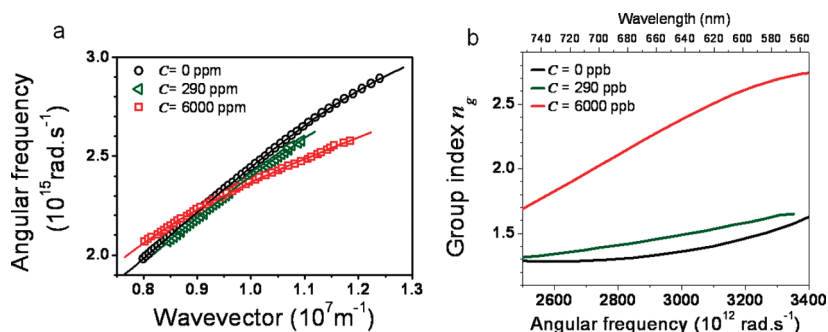 a
C= 0 ppm
C= 290 ppm
C= 6000 ppm
3.0
2.5
2.0
Angular frequency
(10¹⁵rad.s⁻¹)
0.8 0.9 1.0 1.1 1.2 1.3
Wavevector (10⁷m⁻¹)
b
Wavelength (nm)
740 720 700 680 660 640 620 600 580 560
C = 0 ppb
C = 290 ppb
C = 6000 ppb
2.5
2.0
1.5
Group index n_g
2600 2800 3000 3200 3400
Angular frequency (10¹² rad.s⁻¹)